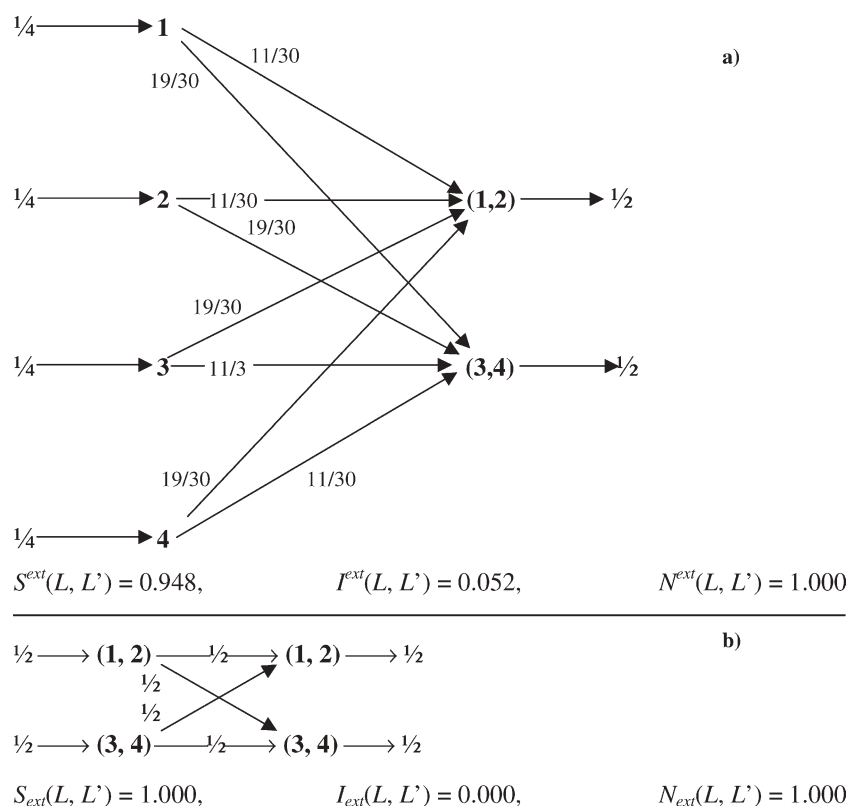 ¼ 1
11/30
a)
19/30
¼ 2 11/30 (1,2) ½
19/30
19/30
¼ 3 11/3 (3,4) ½
19/30 11/30
¼ 4
S^ext(L, L’) = 0.948, I^ext(L, L’) = 0.052, N^ext(L, L’) = 1.000
b)
½ (1, 2) ½ (1, 2) ½
½
½
½ (3, 4) ½ (3, 4) ½
S_ext(L, L’) = 1.000, I_ext(L, L’) = 0.000, N_ext(L, L’) = 1.000